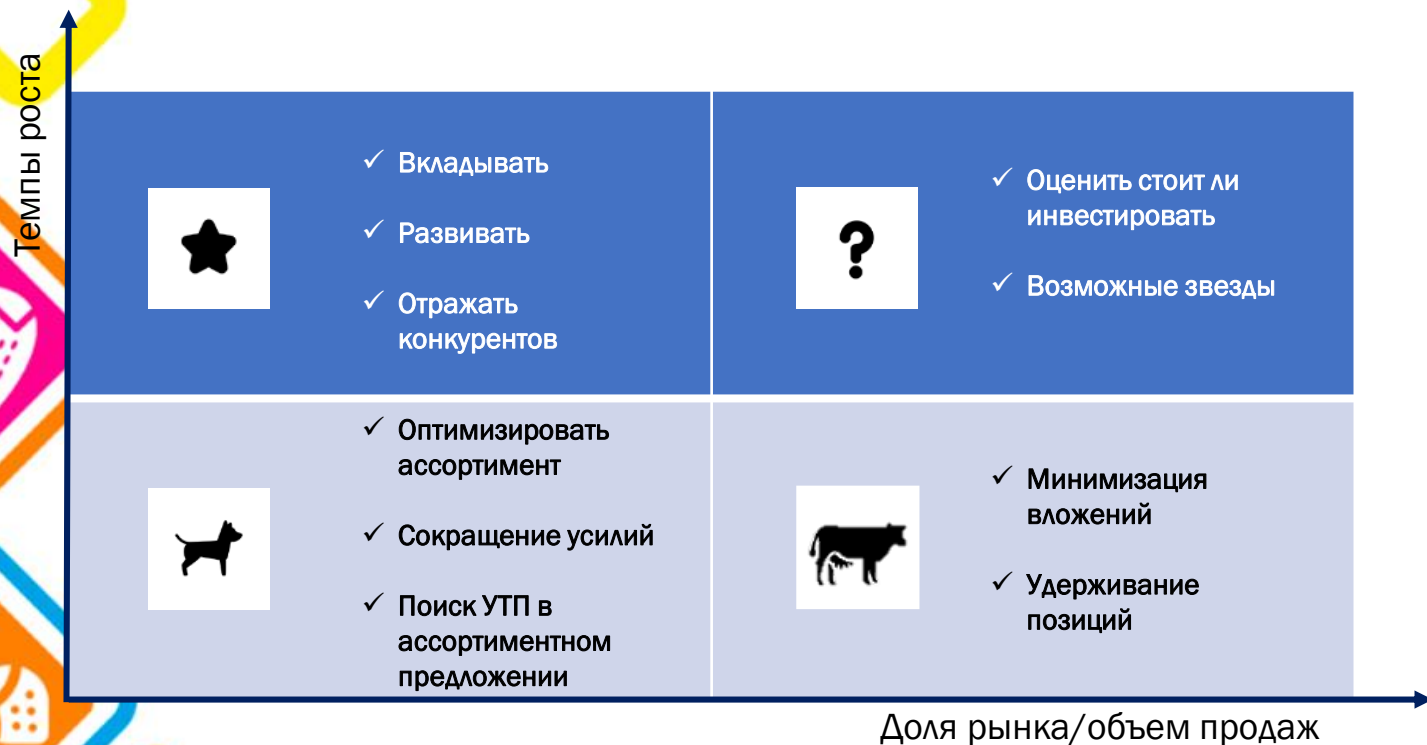 Темпы роста
✓ Вкладывать
✓ Развивать
✓ Отражать
конкурентов
?
✓ Оценить стоит ли
инвестировать
✓ Возможные звезды
✓ Оптимизировать
ассортимент
✓ Сокращение усилий
✓ Поиск УТП в
ассортиментном
предложении
✓ Минимизация
вложений
✓ Удерживание
позиций
Доля рынка/объем продаж